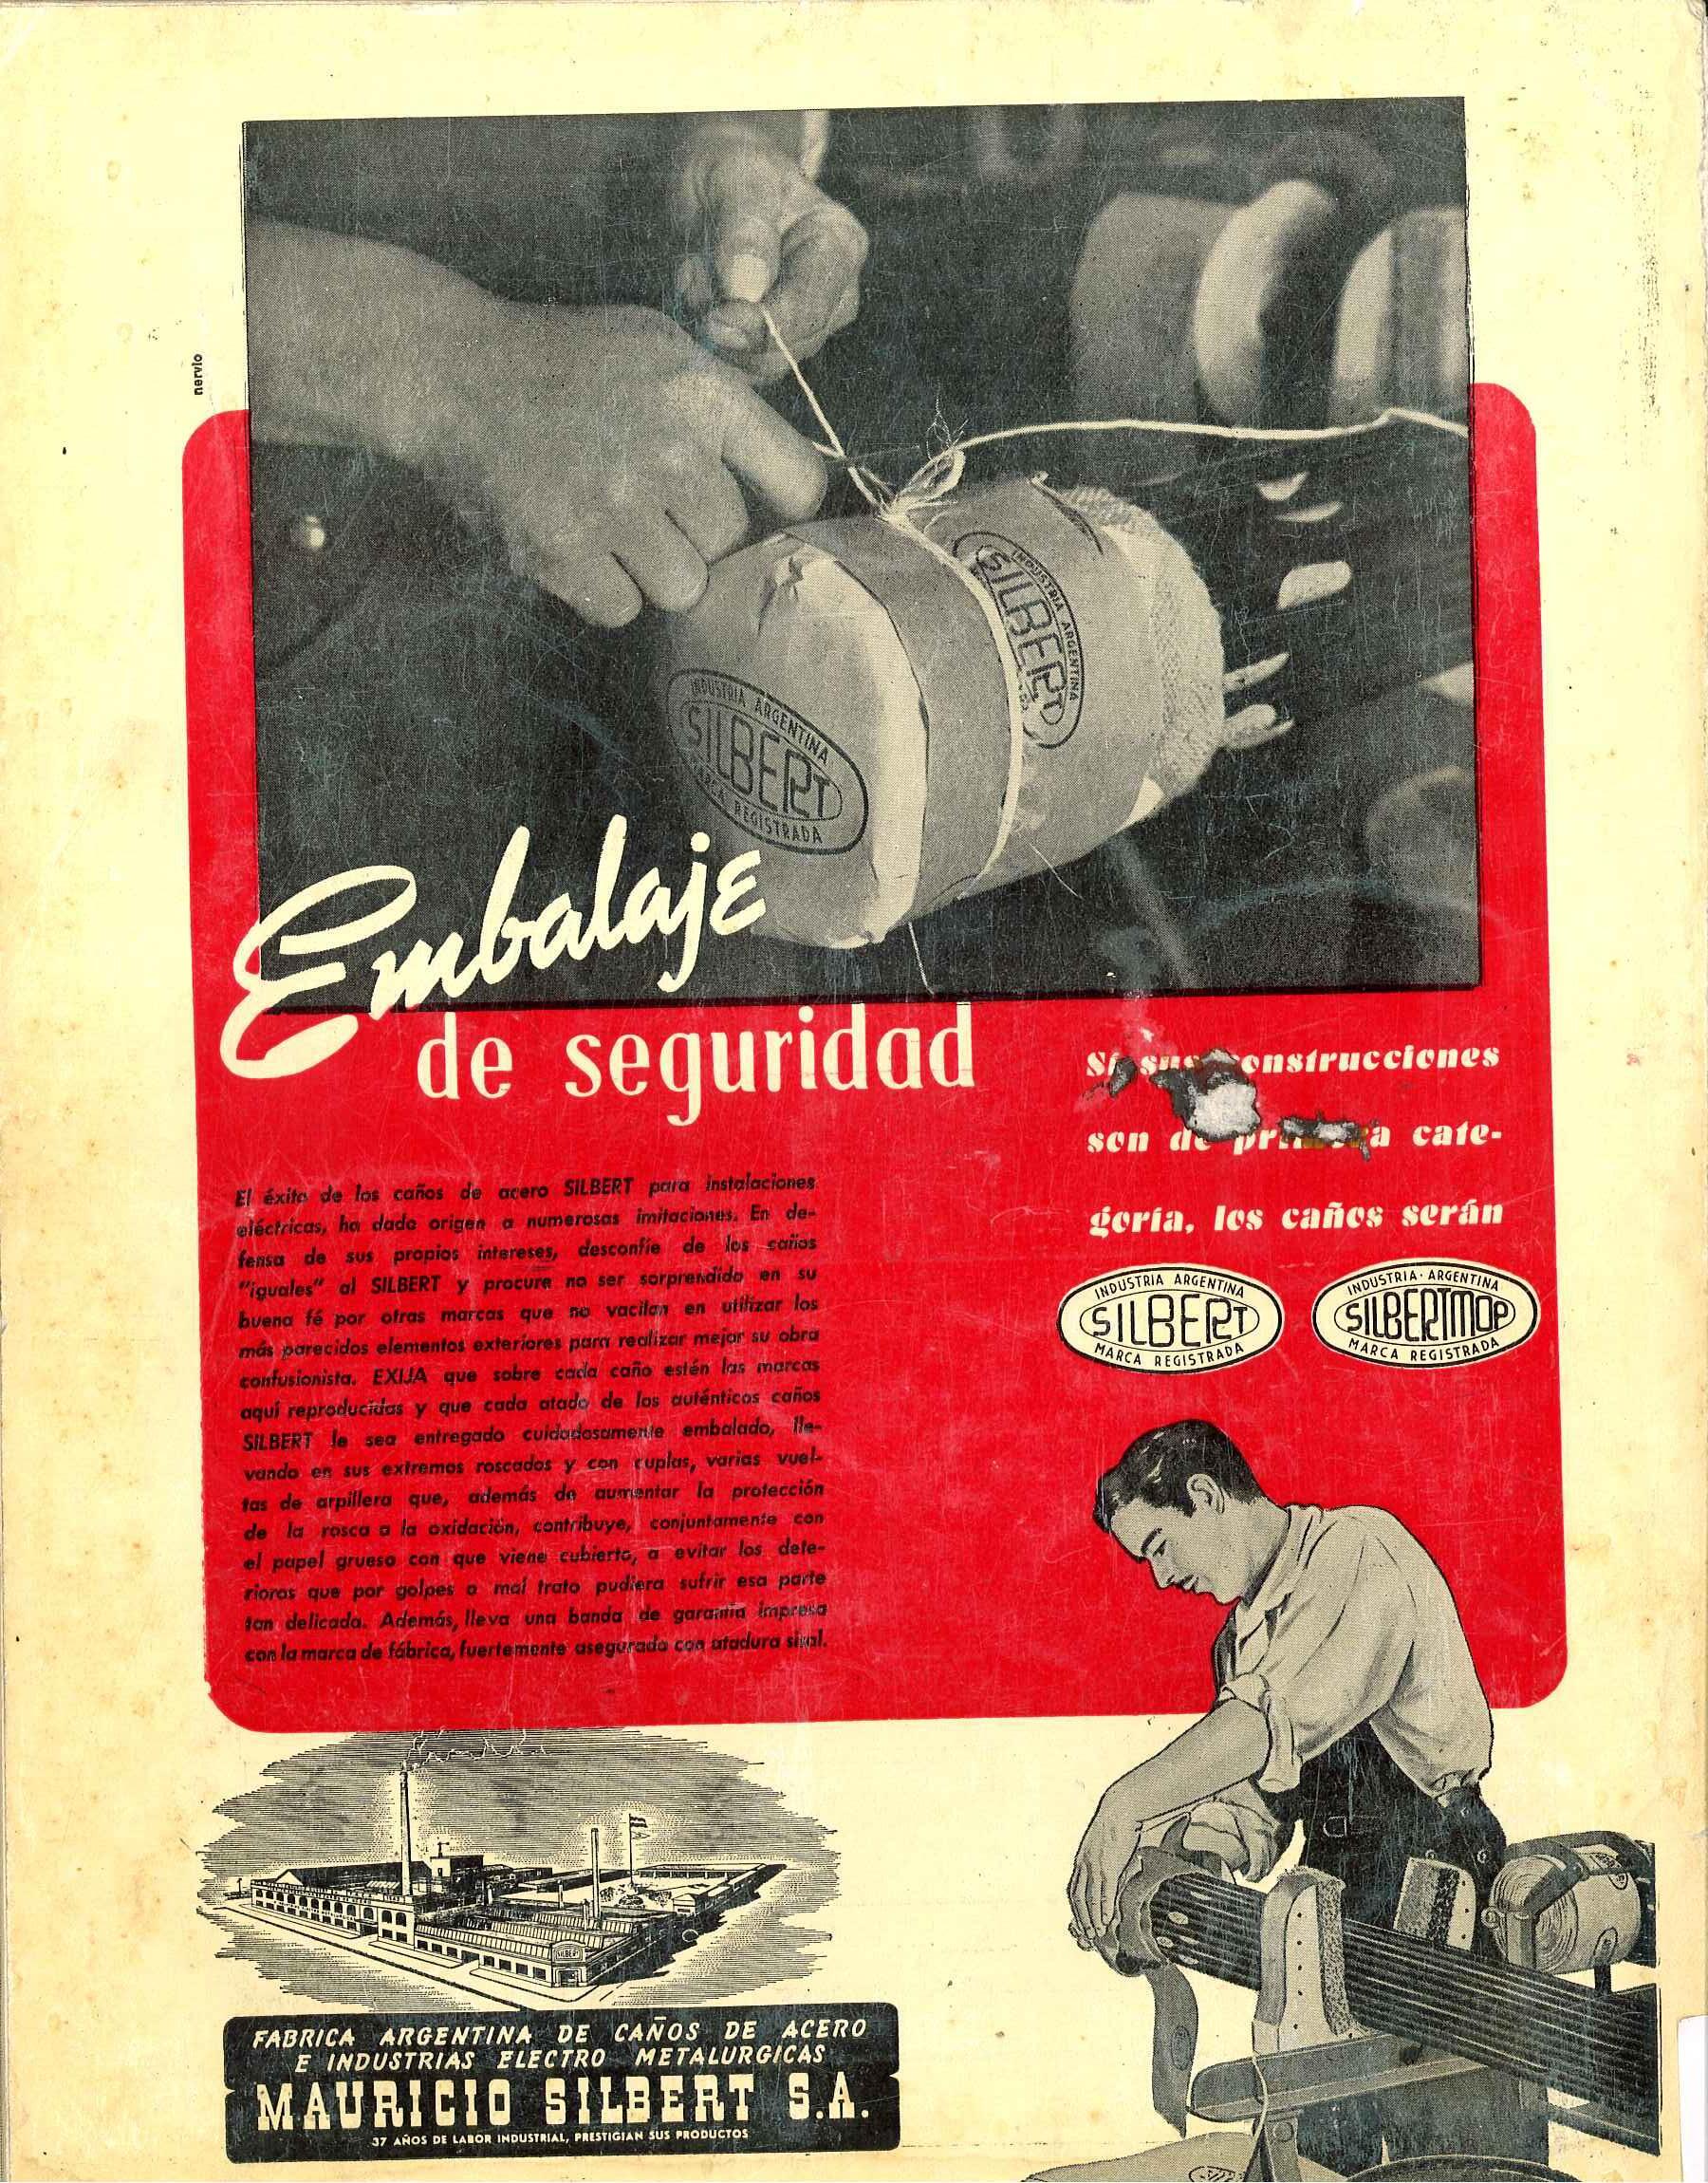 nervio
INDUSTRIA ARGENTINA
SILBERT
INDUSTRIA ARGENTINA
SILBERT
MARCA REGISTRADA
Embalaje
de seguridad
Si sus construcciones
son de primera cate-
goría, los caños serán
INDUSTRIA ARGENTINA
SILBERT
MARCA REGISTRADA
INDUSTRIA · ARGENTINA
SILBERTMOP
MARCA REGISTRADA
El éxito de los caños de acero SILBERT para instalaciones
eléctricas, ha dado origen a numerosas imitaciones. En de-
fensa de sus propios intereses, desconfíe de los caños
"iguales" al SILBERT y procure no ser sorprendido en su
buena fé por otras marcas que no vacilan en utilizar los
más parecidos elementos exteriores para realizar mejor su obra
confusionista. EXIJA que sobre cada caño estén las marcas
aquí reproducidas y que cada atado de los auténticos caños
SILBERT le sea entregado cuidadosamente embalado, lle-
vando en sus extremos roscados y con cuplas, varias vuel-
tas de arpillera que, además de aumentar la protección
de la rosca a la oxidación, contribuye, conjuntamente con
el papel grueso con que viene cubierto, a evitar los dete-
rioros que por golpes o mal trato pudiera sufrir esa parte
tan delicada. Además, lleva una banda de garantía impresa
con la marca de fábrica, fuertemente asegurada con atadura sisal.
SILBERT
FABRICA ARGENTINA DE CAÑOS DE ACERO
E INDUSTRIAS ELECTRO METALURGICAS
MAURICIO SILBERT S.A.
37 AÑOS DE LABOR INDUSTRIAL, PRESTIGIAN SUS PRODUCTOS